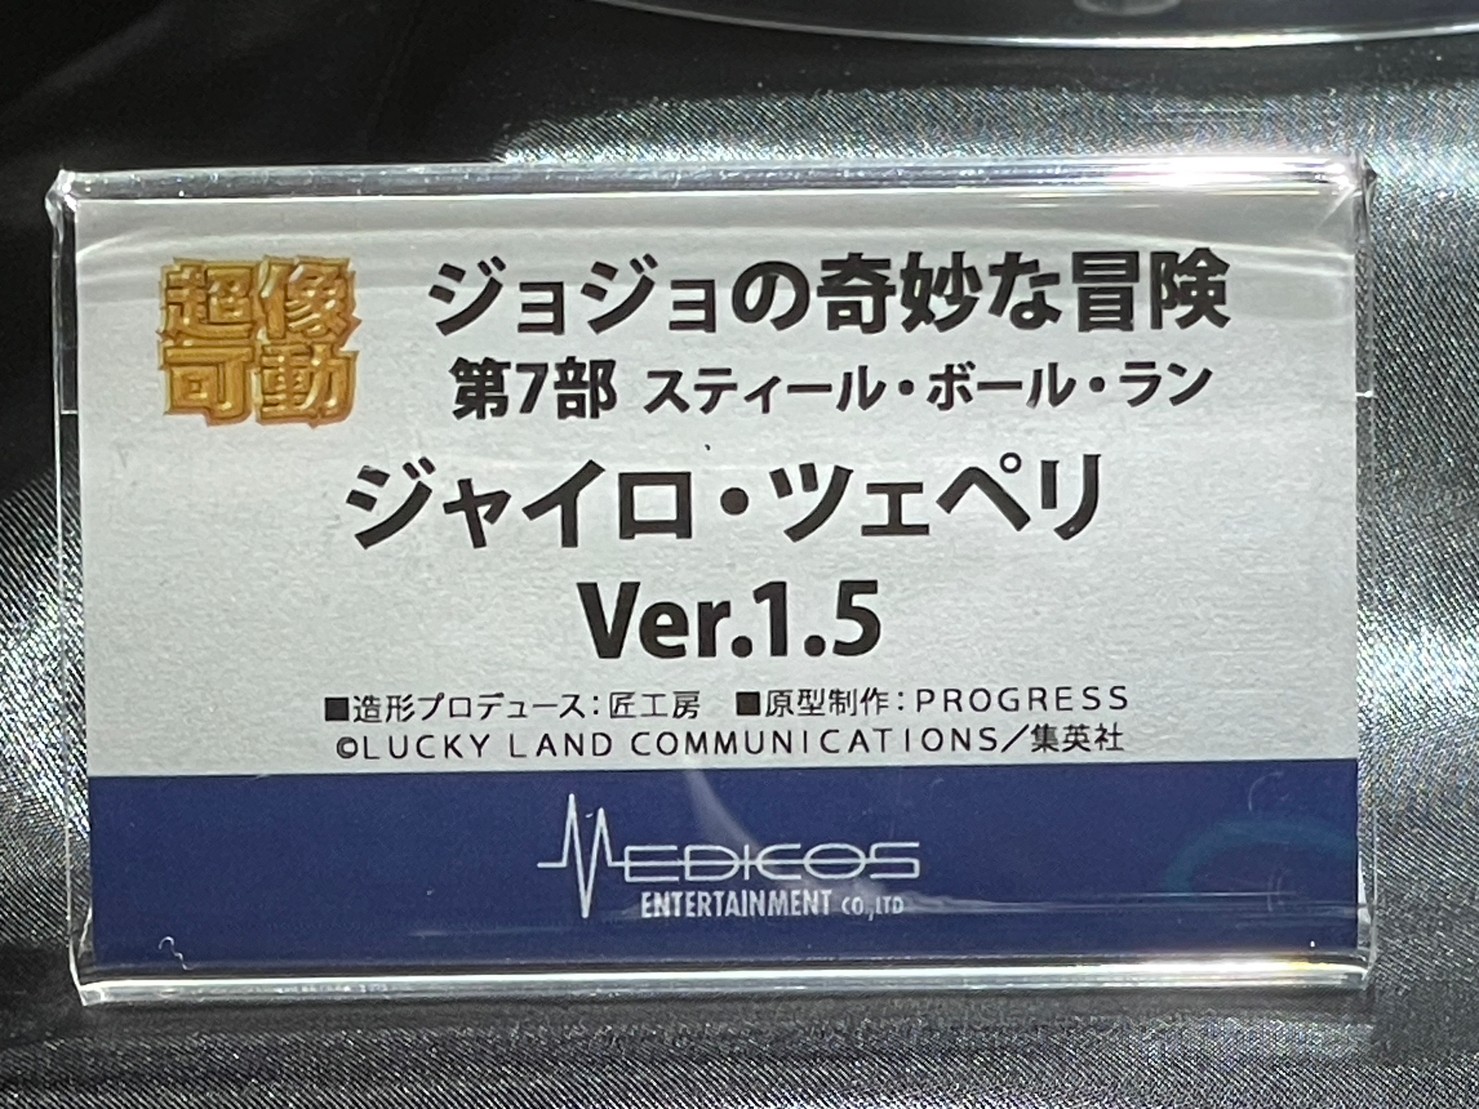 超像
可動
ジョジョの奇妙な冒険
第7部 スティール・ボール・ラン
ジャイロ・ツェペリ
Ver.1.5
■造形プロデュース:匠工房 ■原型制作:PROGRESS
©LUCKY LAND COMMUNICATIONS/集英社
MEDICOS
ENTERTAINMENT CO.,LTD